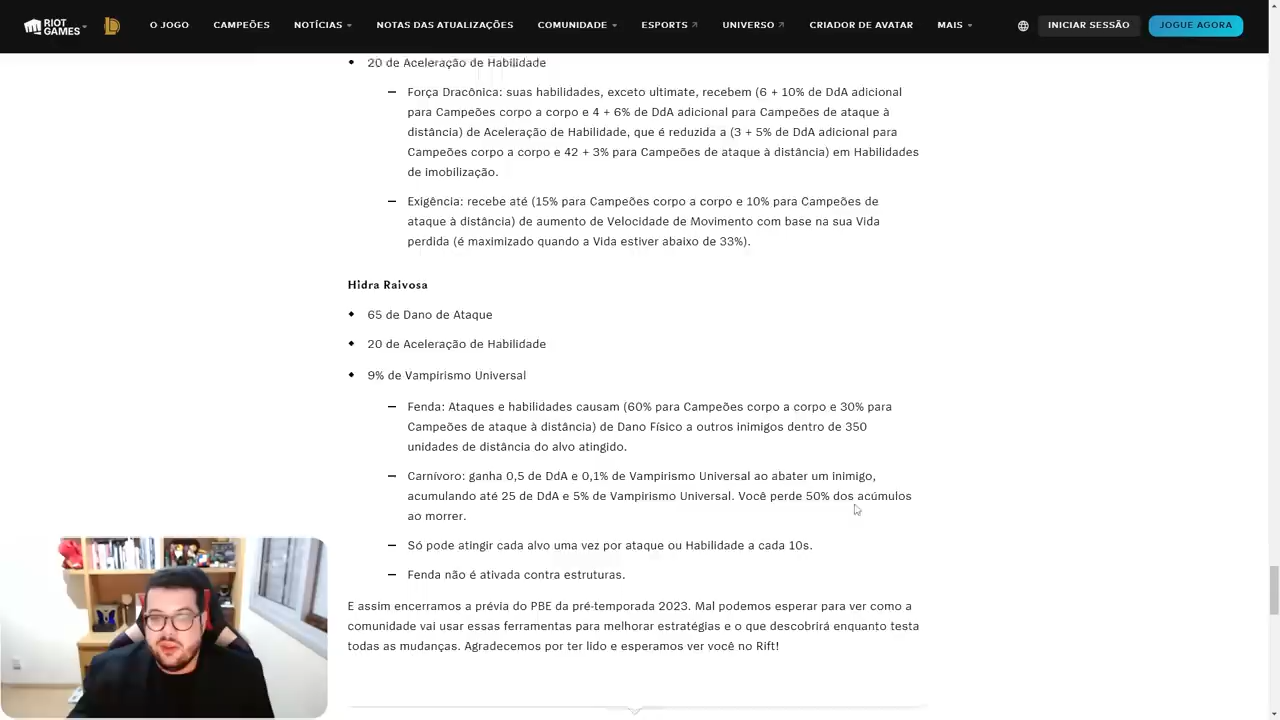 RIOT GAMES
O JOGO CAMPEÕES NOTÍCIAS NOTAS DAS ATUALIZAÇÕES COMUNIDADE ESPORTS UNIVERSO CRIADOR DE AVATAR MAIS INICIAR SESSÃO JOGUE AGORA
20 de Aceleração de Habilidade
Força Dracônica: suas habilidades, exceto ultimate, recebem (6 + 10% de DdA adicional
para Campeões corpo a corpo e 4 + 6% de DdA adicional para Campeões de ataque à
distância) de Aceleração de Habilidade, que é reduzida a (3 + 5% de DdA adicional para
Campeões corpo a corpo e 42 + 3% para Campeões de ataque à distância) em Habilidades
de imobilização.
Exigência: recebe até (15% para Campeões corpo a corpo e 10% para Campeões de
ataque à distância) de aumento de Velocidade de Movimento com base na sua Vida
perdida (é maximizado quando a Vida estiver abaixo de 33%).
Hidra Raivosa
65 de Dano de Ataque
20 de Aceleração de Habilidade
9% de Vampirismo Universal
Fenda: Ataques e habilidades causam (60% para Campeões corpo a corpo e 30% para
Campeões de ataque à distância) de Dano Físico a outros inimigos dentro de 350
unidades de distância do alvo atingido.
Carnívoro: ganha 0,5 de DdA e 0,1% de Vampirismo Universal ao abater um inimigo,
acumulando até 25 de DdA e 5% de Vampirismo Universal. Você perde 50% dos acúmulos
ao morrer.
Só pode atingir cada alvo uma vez por ataque ou Habilidade a cada 10s.
Fenda não é ativada contra estruturas.
E assim encerramos a prévia do PBE da pré-temporada 2023. Mal podemos esperar para ver como a
comunidade vai usar essas ferramentas para melhorar estratégias e o que descobrirá enquanto testa
todas as mudanças. Agradecemos por ter lido e esperamos ver você no Rift!